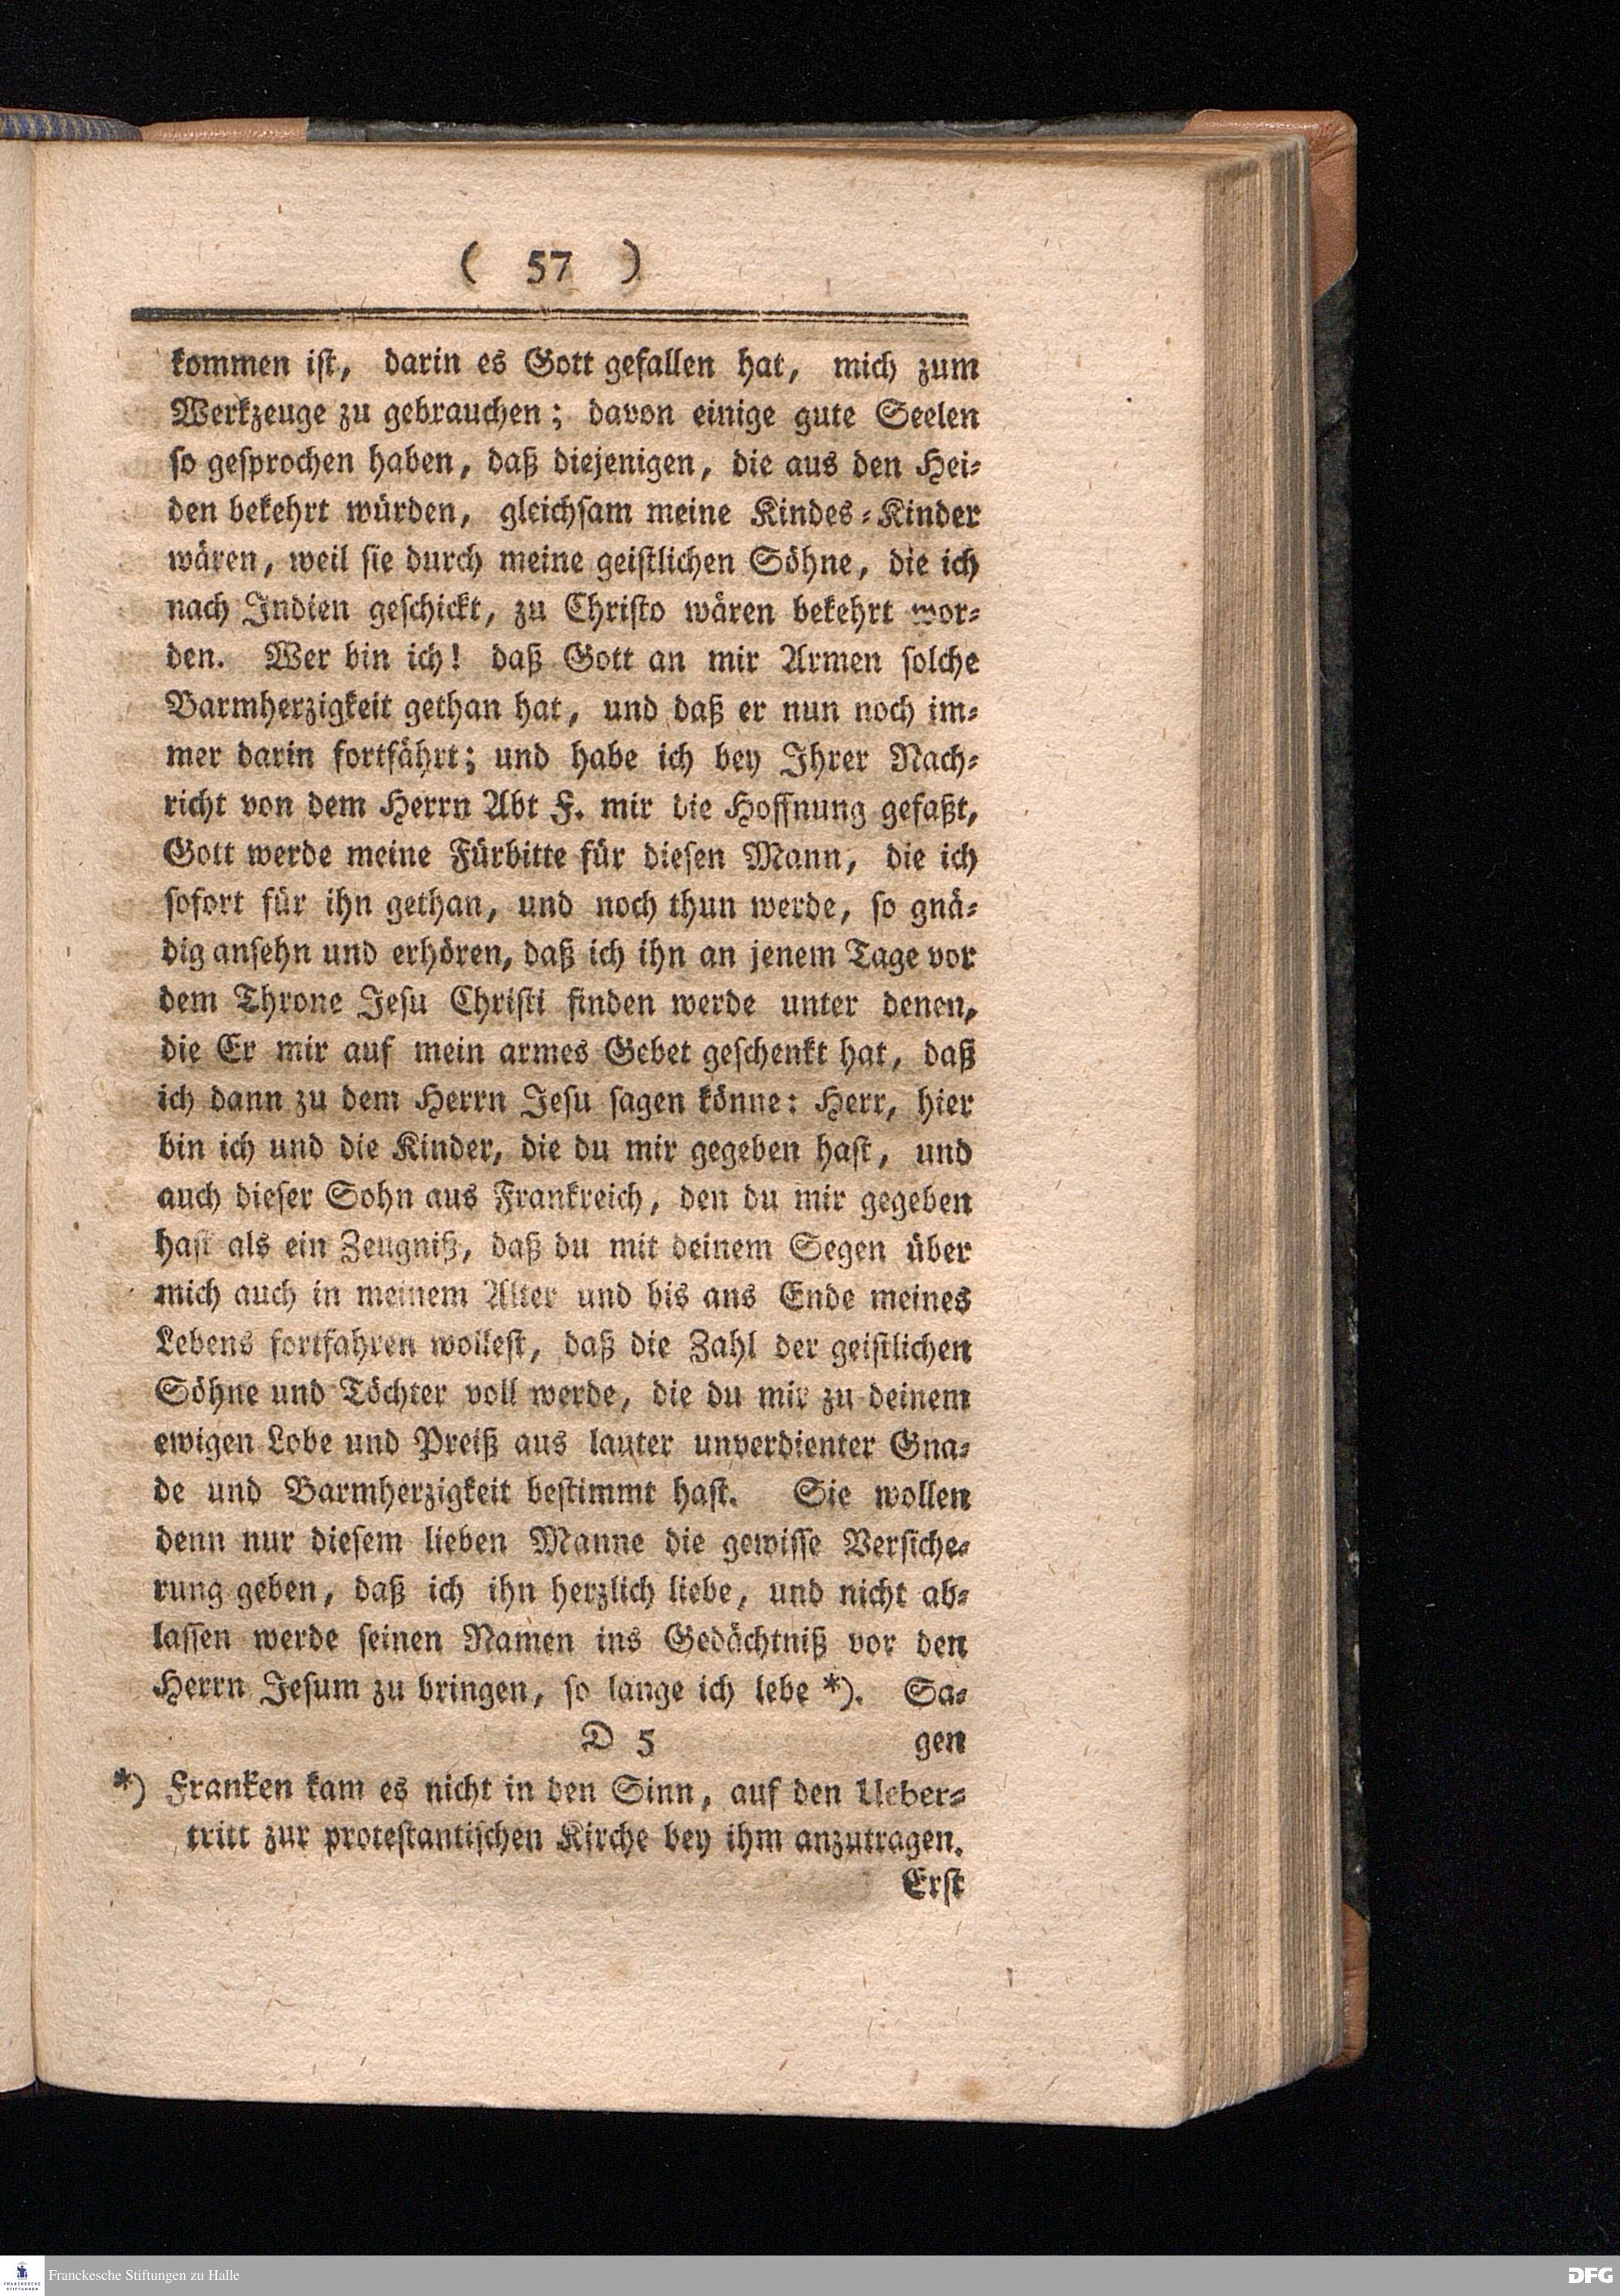 ( 57 )
kommen ist, darin es Gott gefallen hat, mich zum
Werkzeuge zu gebrauchen; davon einige gute Seelen
so gesprochen haben, daß diejenigen, die aus den Hei-
den bekehrt würden, gleichsam meine Kindes-Kinder
wären, weil sie durch meine geistlichen Söhne, die ich
nach Indien geschickt, zu Christo wären bekehrt wor-
den. Wer bin ich! daß Gott an mir Armen solche
Barmherzigkeit gethan hat, und daß er nun noch im-
mer darin fortfährt; und habe ich bey Ihrer Nach-
richt von dem Herrn Abt F. mir die Hoffnung gefaßt,
Gott werde meine Fürbitte für diesen Mann, die ich
sofort für ihn gethan, und noch thun werde, so gnä-
dig ansehn und erhören, daß ich ihn an jenem Tage vor
dem Throne Jesu Christi finden werde unter denen,
die Er mir auf mein armes Gebet geschenkt hat, daß
ich dann zu dem Herrn Jesu sagen könne: Herr, hier
bin ich und die Kinder, die du mir gegeben hast, und
auch dieser Sohn aus Frankreich, den du mir gegeben
hast als ein Zeugniß, daß du mit deinem Segen über
mich auch in meinem Alter und bis ans Ende meines
Lebens fortfahren wollest, daß die Zahl der geistlichen
Söhne und Töchter voll werde, die du mir zu deinem
ewigen Lobe und Preiß aus lauter unverdienter Gna-
de und Barmherzigkeit bestimmt hast. Sie wollen
denn nur diesem lieben Manne die gewisse Versiche-
rung geben, daß ich ihn herzlich liebe, und nicht ab-
lassen werde seinen Namen ins Gedächtniß vor den
Herrn Jesum zu bringen, so lange ich lebe *). Sa-
D 5 gen
*) Franken kam es nicht in den Sinn, auf den Ueber-
tritt zur protestantischen Kirche bey ihm anzutragen.
Erst
FRANCKESCHE
STIFTUNGEN
Franckesche Stiftungen zu Halle
DFG